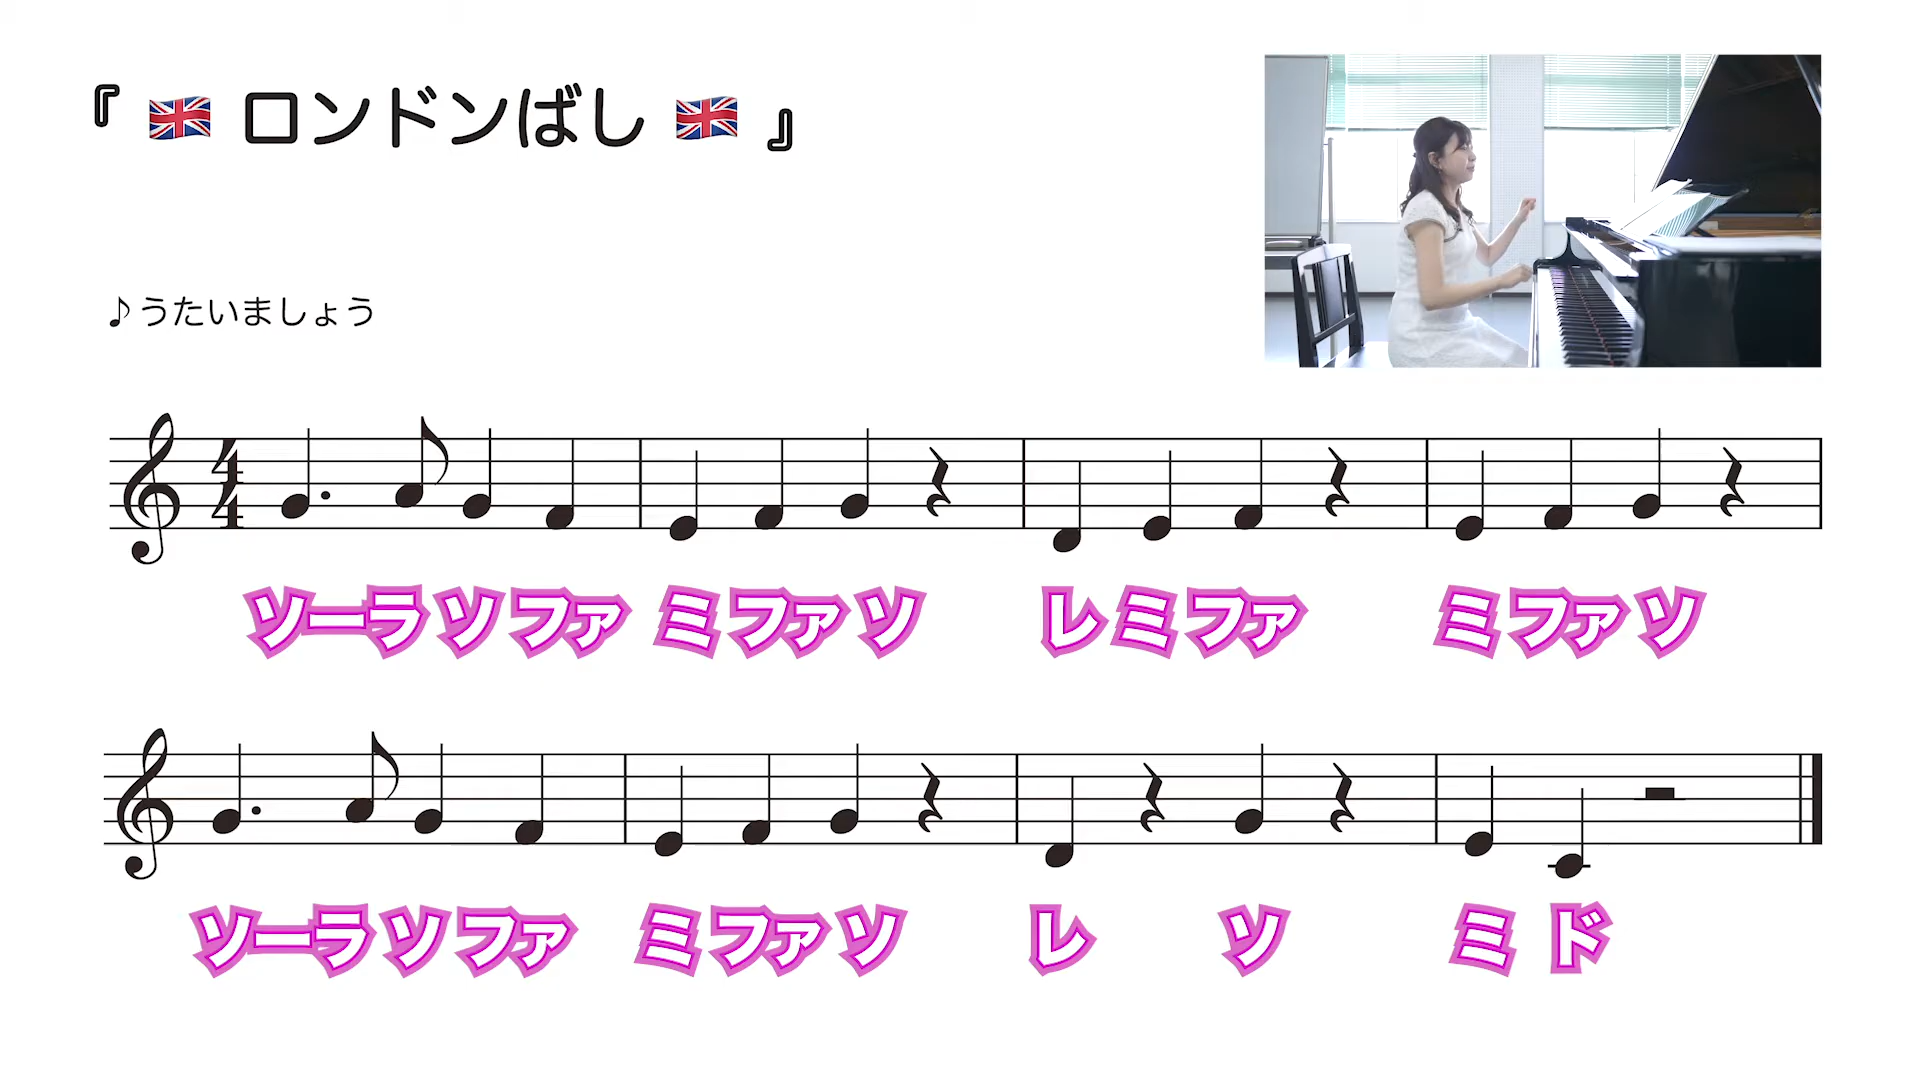 『 🇬🇧 ロンドンばし 🇬🇧 』
♪うたいましょう
ソーラ ソ ファ ミ ファ ソ レ ミ ファ ミ ファ ソ
ソーラ ソ ファ ミ ファ ソ レ ソ ミ ド